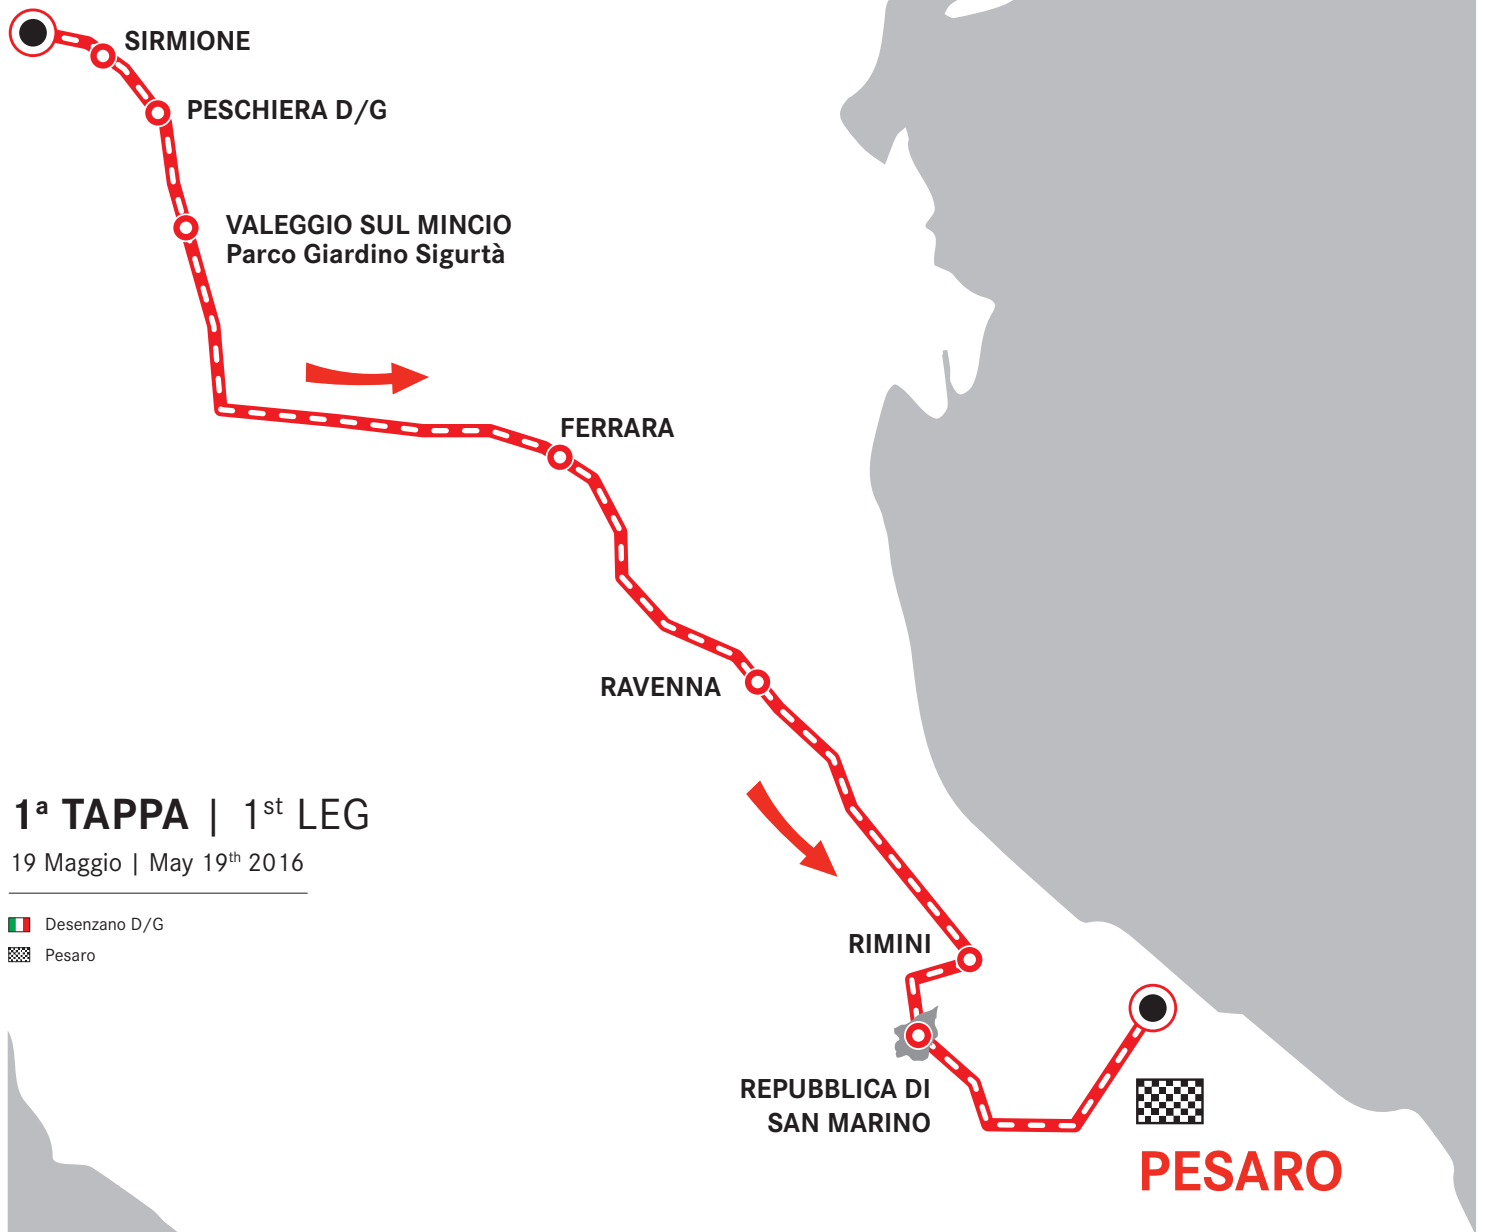 SIRMIONE
PESCHIERA D/G
VALEGGIO SUL MINCIO
Parco Giardino Sigurtà
FERRARA
RAVENNA
1ª TAPPA | 1st LEG
19 Maggio | May 19th 2016
Desenzano D/G
Pesaro
RIMINI
REPUBBLICA DI
SAN MARINO
PESARO